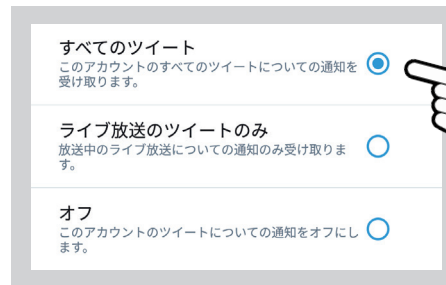 すべてのツイート
このアカウントのすべてのツイートについての通知を
受け取ります。
ライブ放送のツイートのみ
放送中のライブ放送についての通知のみ受け取りま
す。
オフ
このアカウントのツイートについての通知をオフにし
ます。